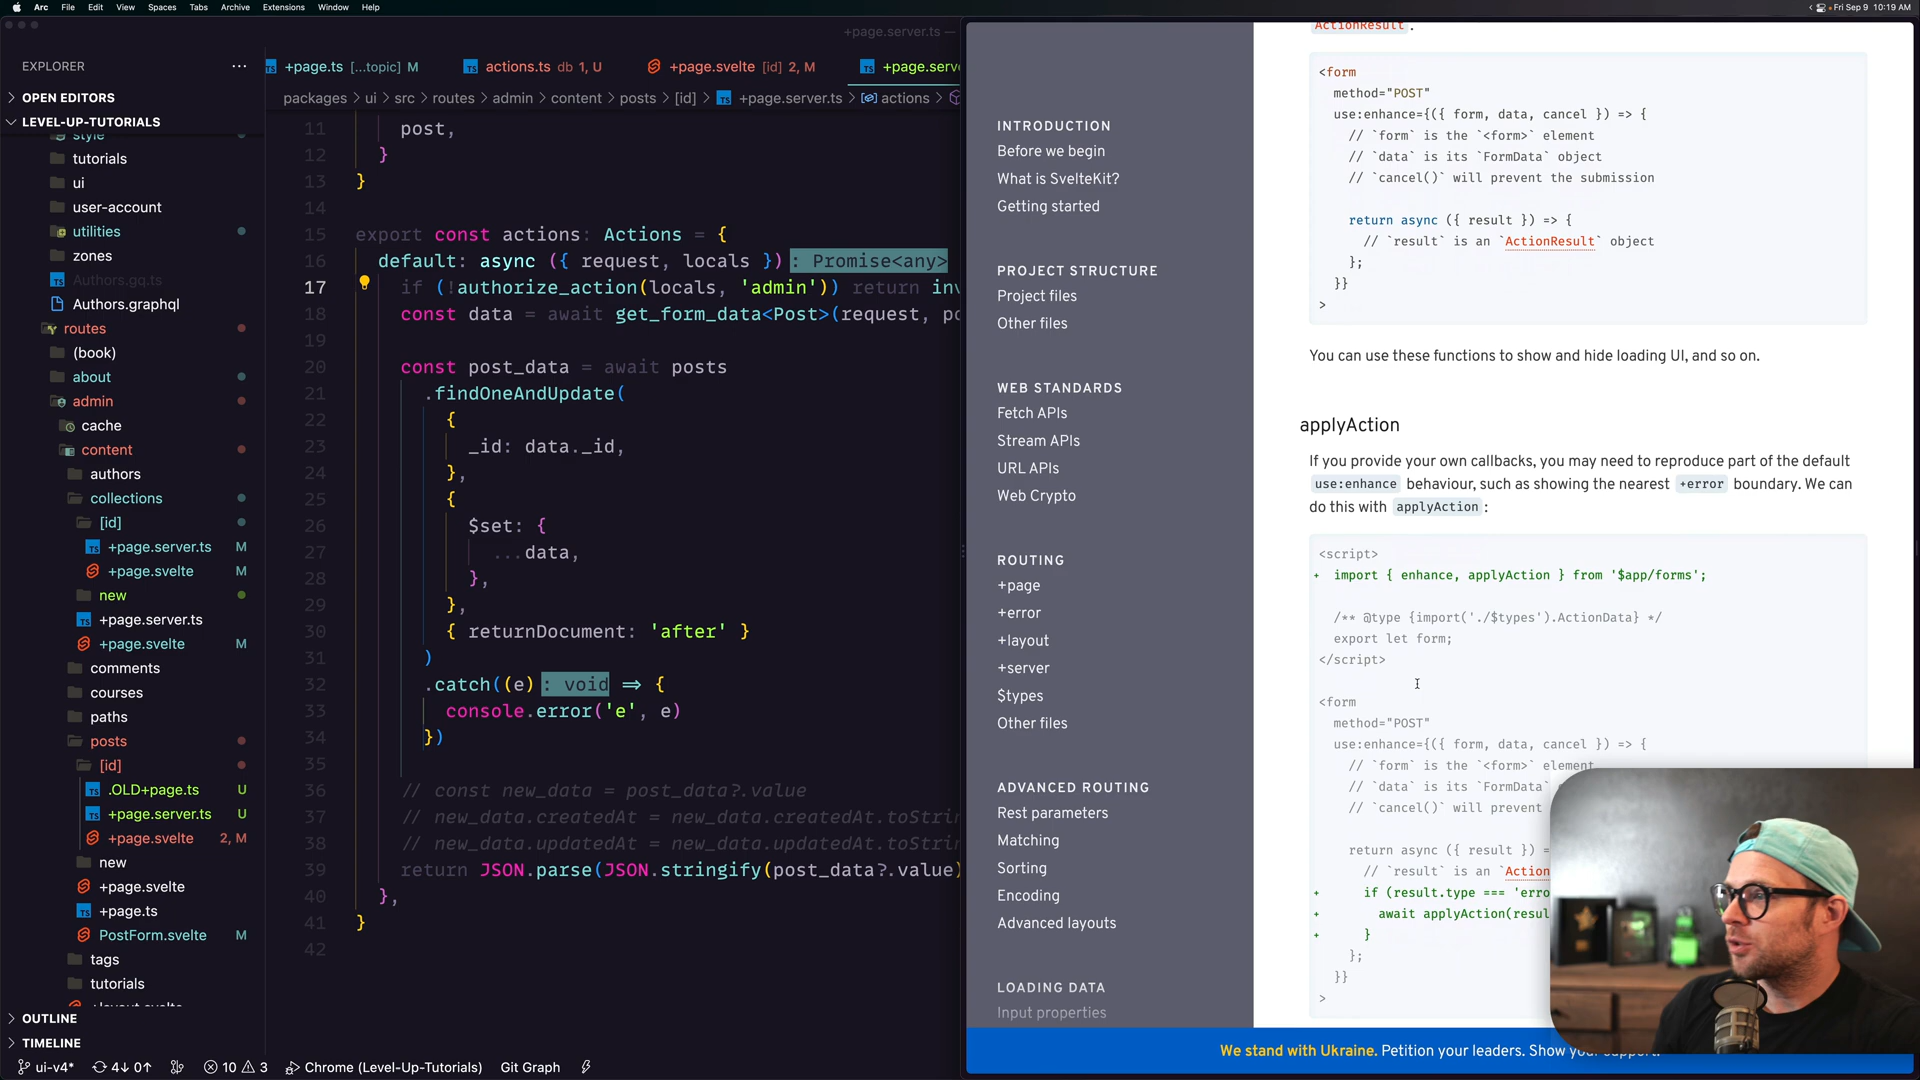 Arc File Edit View Spaces Tabs Archive Extensions Window Help
Fri Sep 9 10:19 AM
+page.server.ts —
EXPLORER
OPEN EDITORS
LEVEL-UP-TUTORIALS
style
tutorials
ui
user-account
utilities
zones
Authors.gq.ts
Authors.graphql
routes
(book)
about
admin
cache
content
authors
collections
[id]
+page.server.ts M
+page.svelte M
new
+page.server.ts
+page.svelte M
comments
courses
paths
posts
[id]
.OLD+page.ts U
+page.server.ts U
+page.svelte 2, M
new
+page.svelte
+page.ts
PostForm.svelte M
tags
tutorials
+layout.svelte
OUTLINE
TIMELINE
ui-v4* 4↓ 0↑ 10 3 Chrome (Level-Up-Tutorials) Git Graph
+page.ts [...topic] M actions.ts db 1, U +page.svelte [id] 2, M +page.serv
packages > ui > src > routes > admin > content > posts > [id] > +page.server.ts > actions >
11 post,
12 }
13 }
14
15 export const actions: Actions = {
16 default: async ({ request, locals }) : Promise<any>
17 if (!authorize_action(locals, 'admin')) return inv
18 const data = await get_form_data<Post>(request, po
19
20 const post_data = await posts
21 .findOneAndUpdate(
22 {
23 _id: data._id,
24 },
25 {
26 $set: {
27 ...data,
28 },
29 },
30 { returnDocument: 'after' }
31 )
32 .catch((e) : void => {
33 console.error('e', e)
34 })
35
36 // const new_data = post_data?.value
37 // new_data.createdAt = new_data.createdAt.toStrin
38 // new_data.updatedAt = new_data.updatedAt.toStri
39 return JSON.parse(JSON.stringify(post_data?.value)
40 },
41 }
42
INTRODUCTION
Before we begin
What is SvelteKit?
Getting started
PROJECT STRUCTURE
Project files
Other files
WEB STANDARDS
Fetch APIs
Stream APIs
URL APIs
Web Crypto
ROUTING
+page
+error
+layout
+server
$types
Other files
ADVANCED ROUTING
Rest parameters
Matching
Sorting
Encoding
Advanced layouts
LOADING DATA
Input properties
ActionResult .
<form
method="POST"
use:enhance={({ form, data, cancel }) => {
// `form` is the `<form>` element
// `data` is its `FormData` object
// `cancel()` will prevent the submission
return async ({ result }) => {
// `result` is an `ActionResult` object
};
}}
>
You can use these functions to show and hide loading UI, and so on.
applyAction
If you provide your own callbacks, you may need to reproduce part of the default
use:enhance behaviour, such as showing the nearest +error boundary. We can
do this with applyAction :
<script>
+ import { enhance, applyAction } from '$app/forms';
/** @type {import('./$types').ActionData} */
export let form;
</script>
<form
method="POST"
use:enhance={({ form, data, cancel }) => {
// `form` is the `<form>` element
// `data` is its `FormData`
// `cancel()` will prevent
return async ({ result }) =
// `result` is an `Action
+ if (result.type === 'erro
+ await applyAction(resul
+ }
};
}}
>
We stand with Ukraine. Petition your leaders. Show your support.